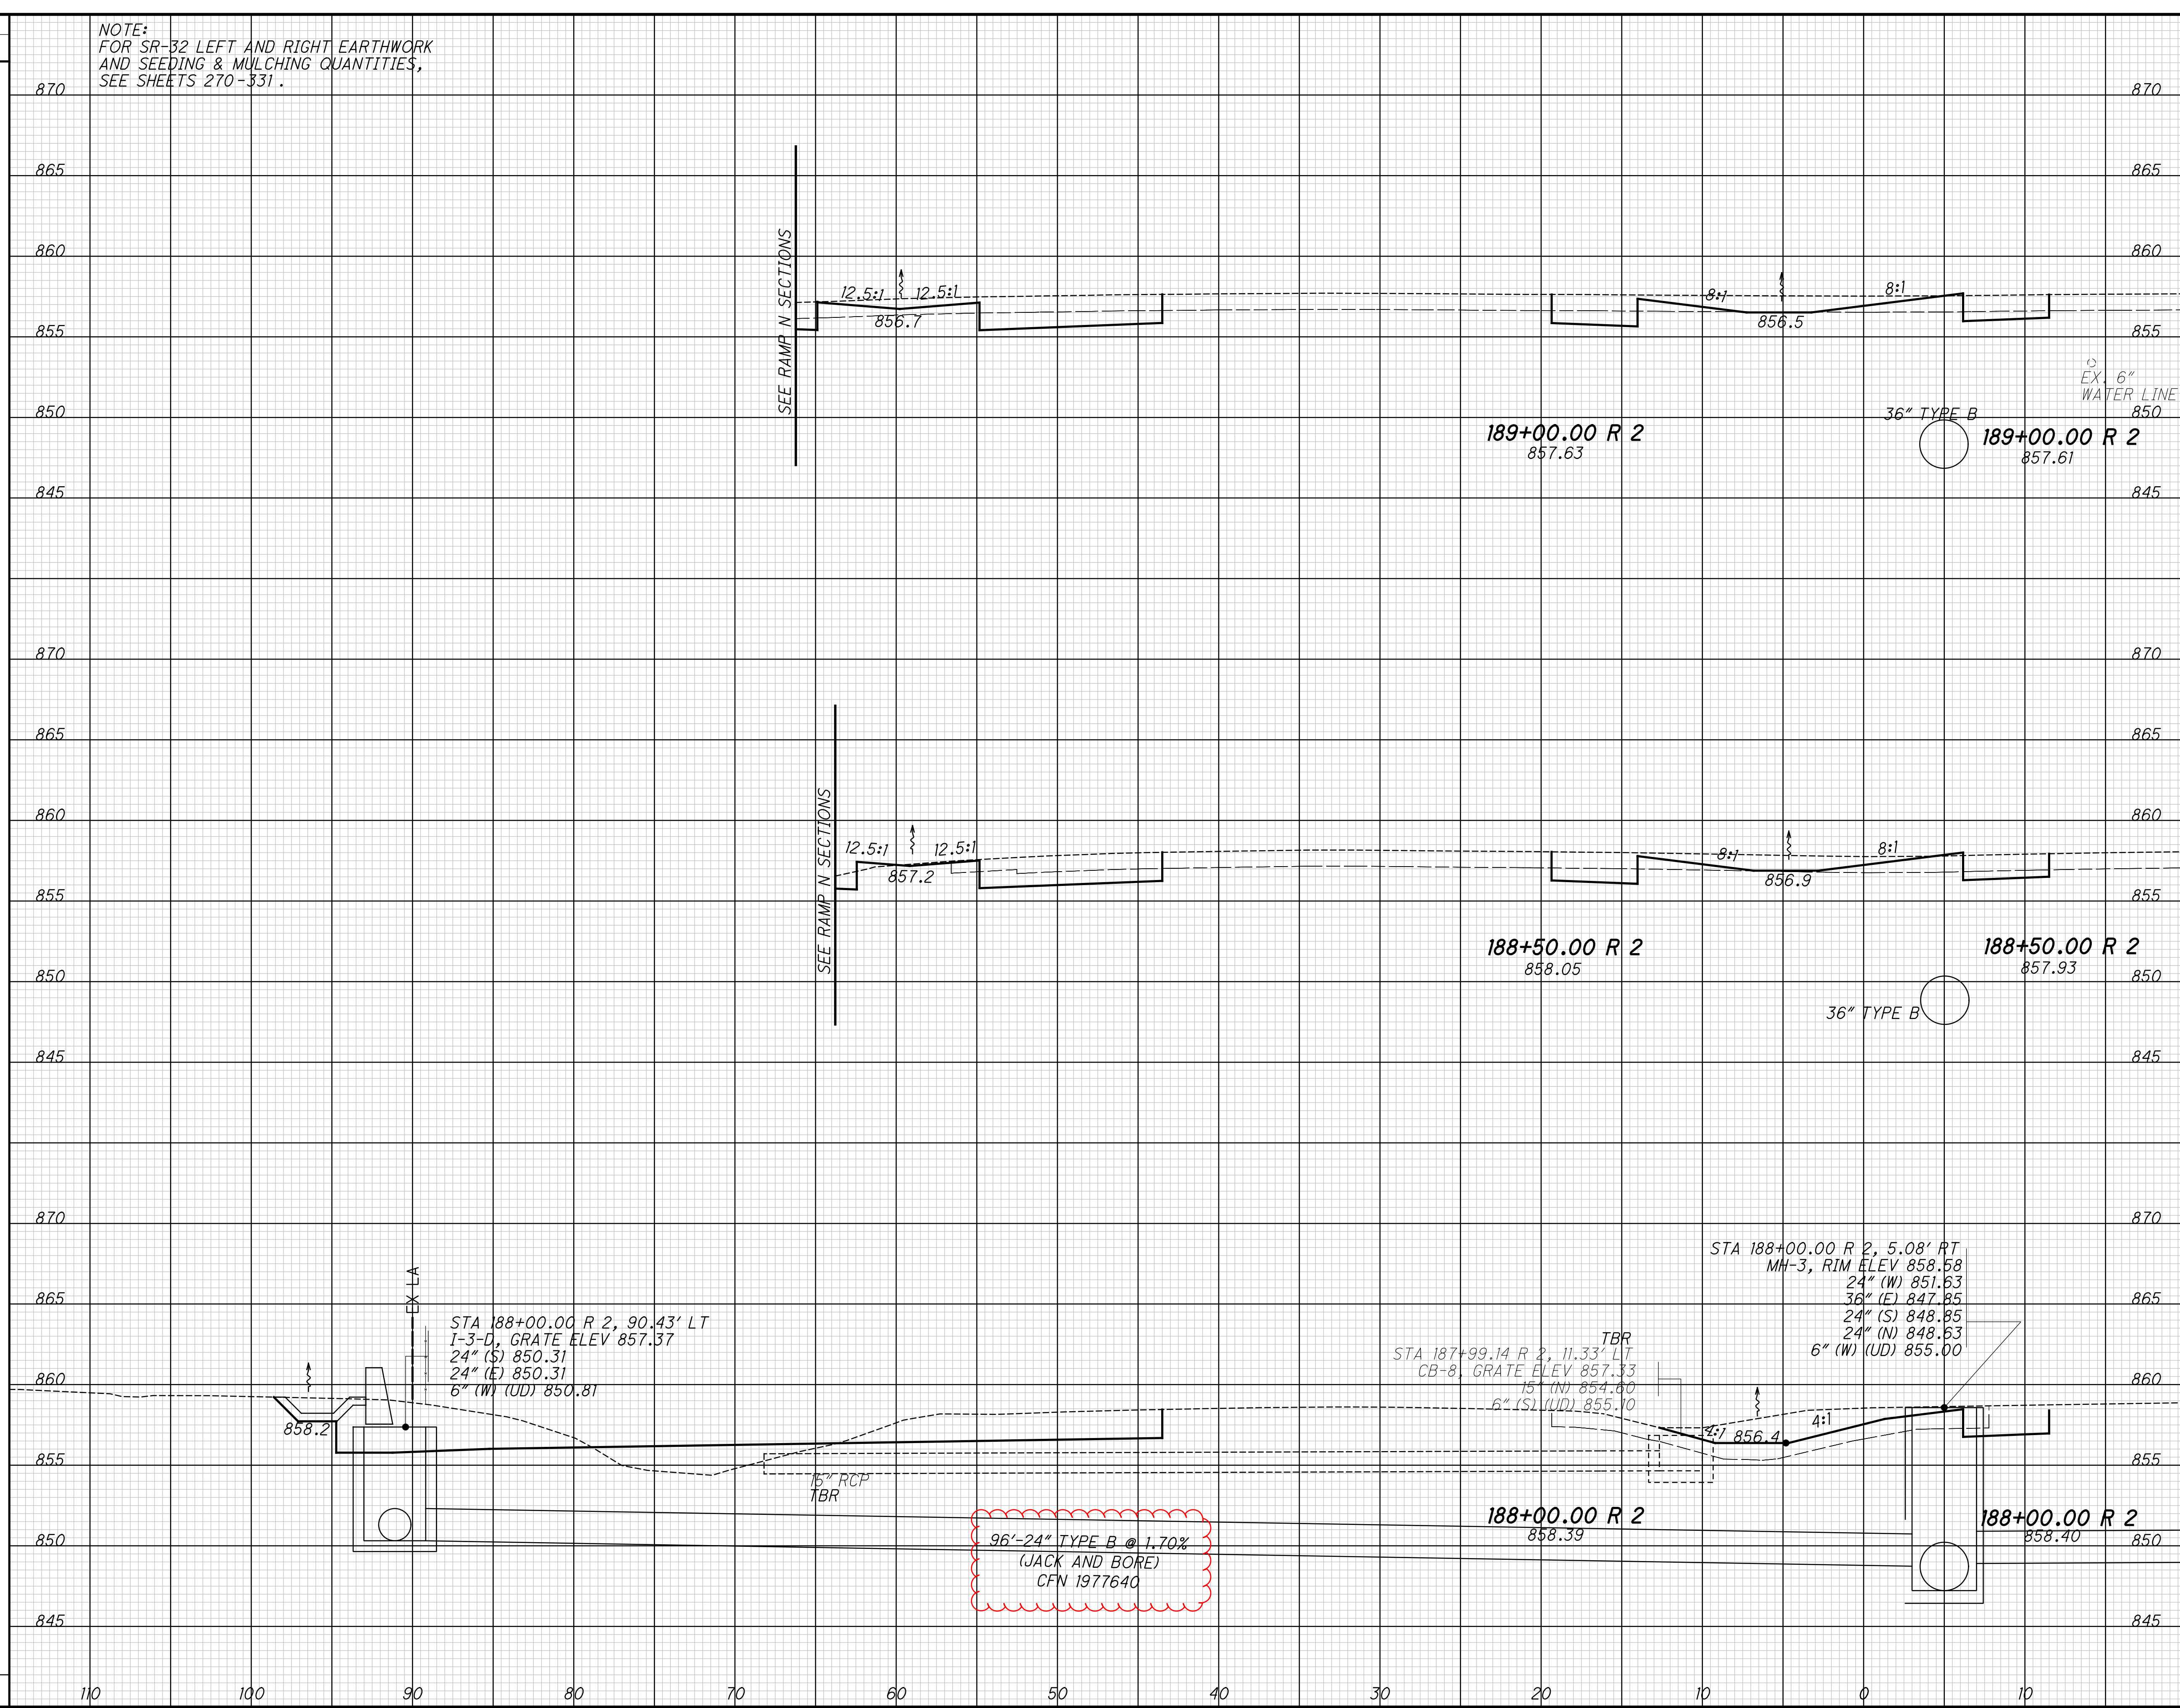 NOTE:
FOR SR-32 LEFT AND RIGHT EARTHWORK
AND SEEDING & MULCHING QUANTITIES,
SEE SHEETS 270-331.
870
870
865
865
860
860
SEE RAMP N SECTIONS
12.5:1
12.5:1
856.7
8:1
8:1
856.5
855
855
EX. 6"
WATER LINE
850
850
36" TYPE B
189+00.00 R 2
857.63
189+00.00 R 2
857.61
845
845
870
870
865
865
860
860
SEE RAMP N SECTIONS
12.5:1
12.5:1
857.2
8:1
8:1
856.9
855
855
188+50.00 R 2
858.05
188+50.00 R 2
857.93
850
850
36" TYPE B
845
845
870
870
865
865
EX LA
STA 188+00.00 R 2, 90.43' LT
I-3-D, GRATE ELEV 857.37
24" (S) 850.31
24" (E) 850.31
6" (W) (UD) 850.81
STA 188+00.00 R 2, 5.08' RT
MH-3, RIM ELEV 858.58
24" (W) 851.63
36" (E) 847.85
24" (S) 848.85
24" (N) 848.63
6" (W) (UD) 855.00
TBR
STA 187+99.14 R 2, 11.33' LT
CB-8, GRATE ELEV 857.33
15" (N) 854.60
6" (S) (UD) 855.10
860
860
858.2
4:1
856.4
4:1
855
855
15" RCP
TBR
188+00.00 R 2
858.39
188+00.00 R 2
858.40
850
850
96'-24" TYPE B @ 1.70%
(JACK AND BORE)
CFN 1977640
845
845
110 100 90 80 70 60 50 40 30 20 10 0 10